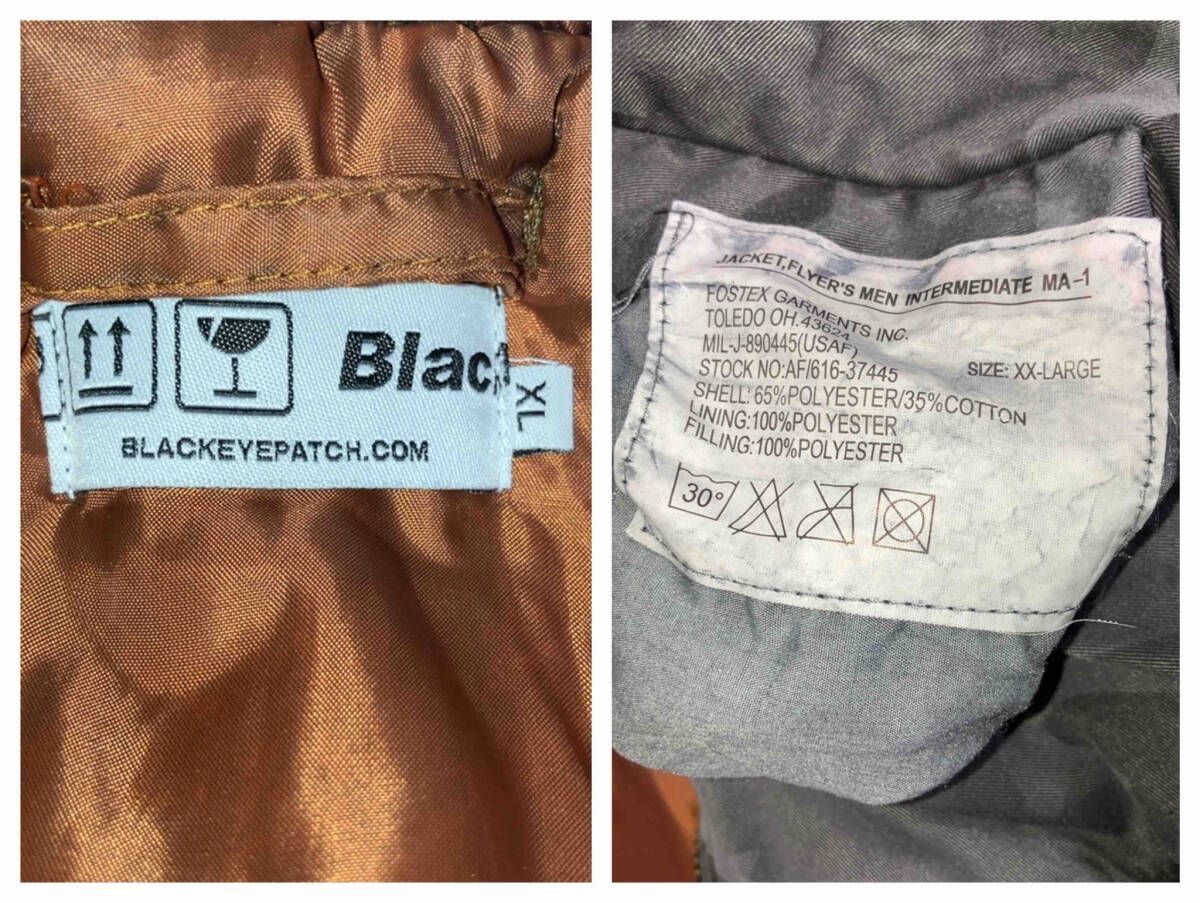 Blac
XL
BLACKEYEPATCH.COM
JACKET,FLYER'S MEN INTERMEDIATE MA-1
FOSTEX GARMENTS INC.
TOLEDO OH.43624
MIL-J-890445(USAF)
STOCK NO:AF/616-37445 SIZE: XX-LARGE
SHELL: 65%POLYESTER/35%COTTON
LINING:100%POLYESTER
FILLING:100%POLYESTER
30°